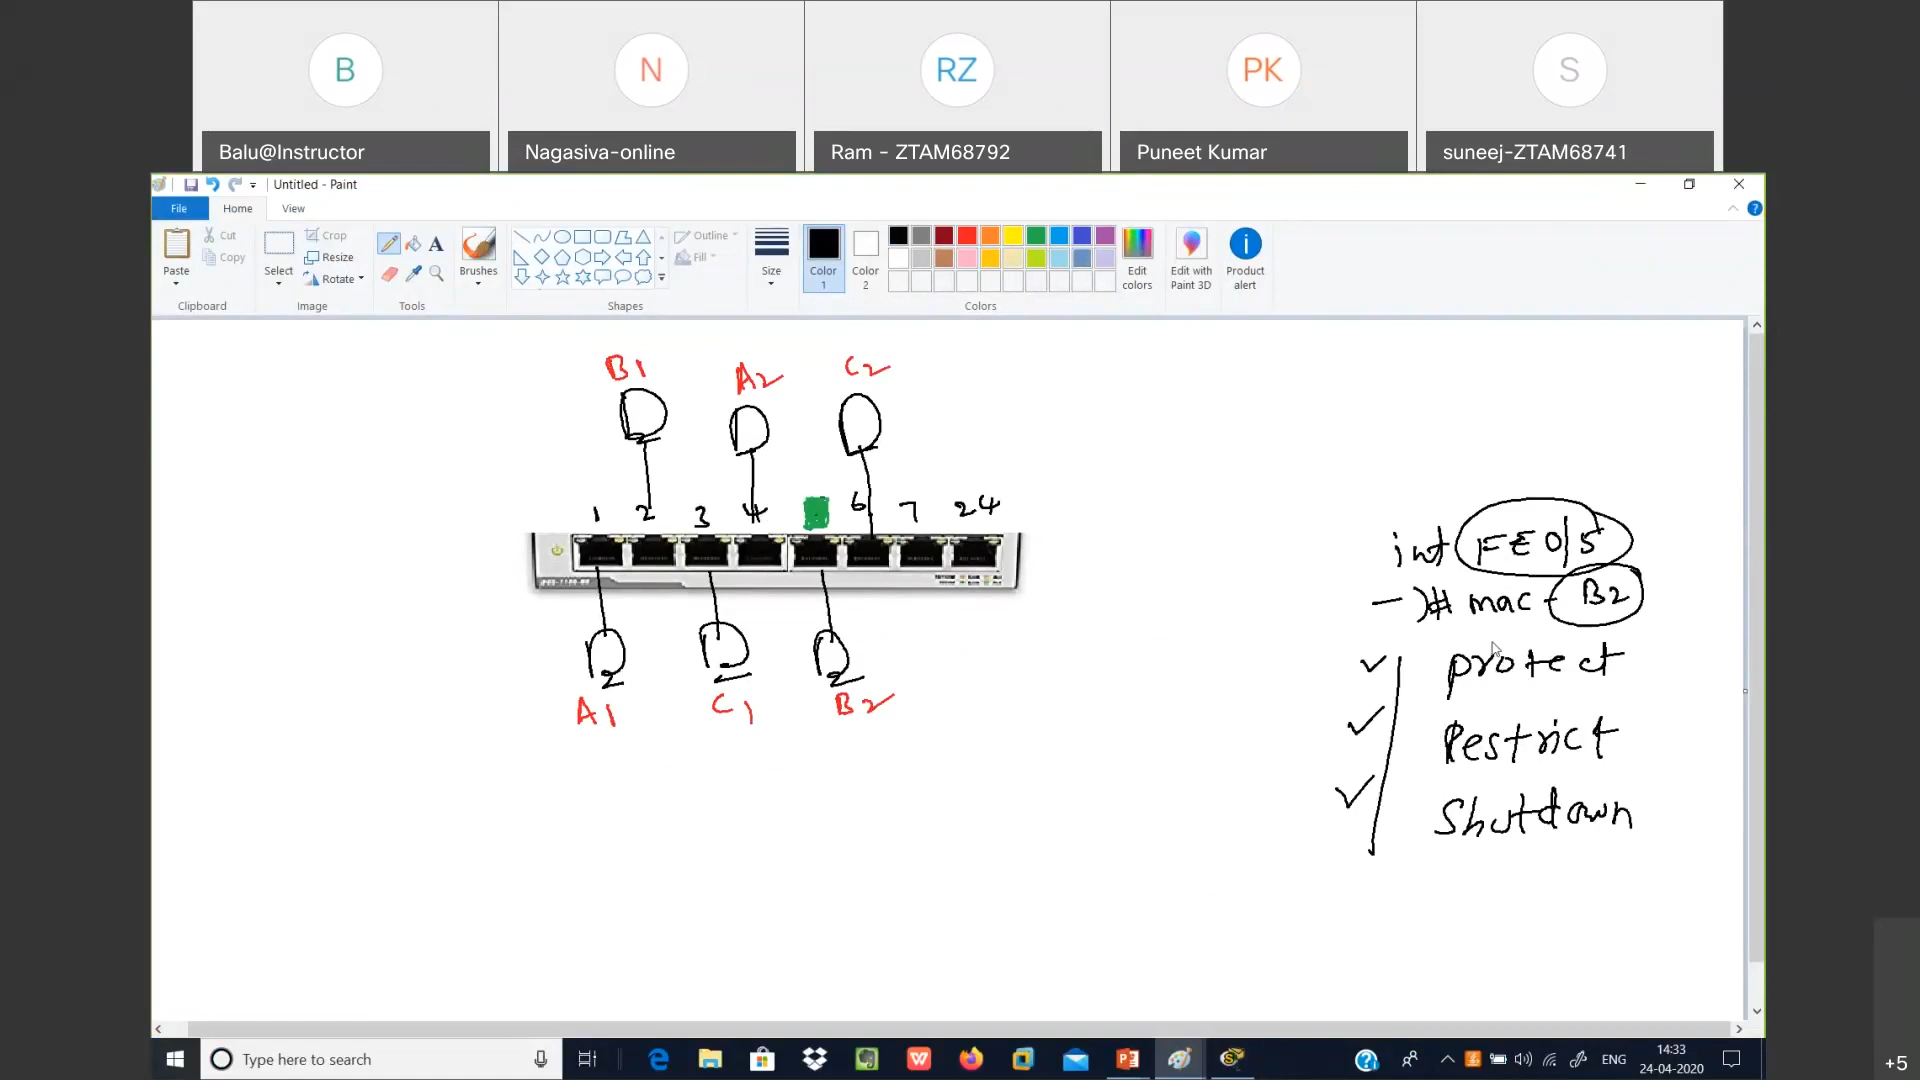 B
N
RZ
PK
S
Balu@Instructor
Nagasiva-online
Ram - ZTAM68792
Puneet Kumar
suneej-ZTAM68741
Untitled - Paint
File
Home
View
Paste
Cut
Copy
Clipboard
Select
Crop
Resize
Rotate
Image
A
Tools
Brushes
Outline
Fill
Shapes
Size
Color
1
Color
2
Colors
Edit
colors
Edit with
Paint 3D
Product
alert
B1
A2
C2
1 2 3 4 6 7 24
A1
C1
B2
int FE 0/5
-)# mac - B2
protect
Restrict
Shutdown
Type here to search
ENG
14:33
24-04-2020
+5